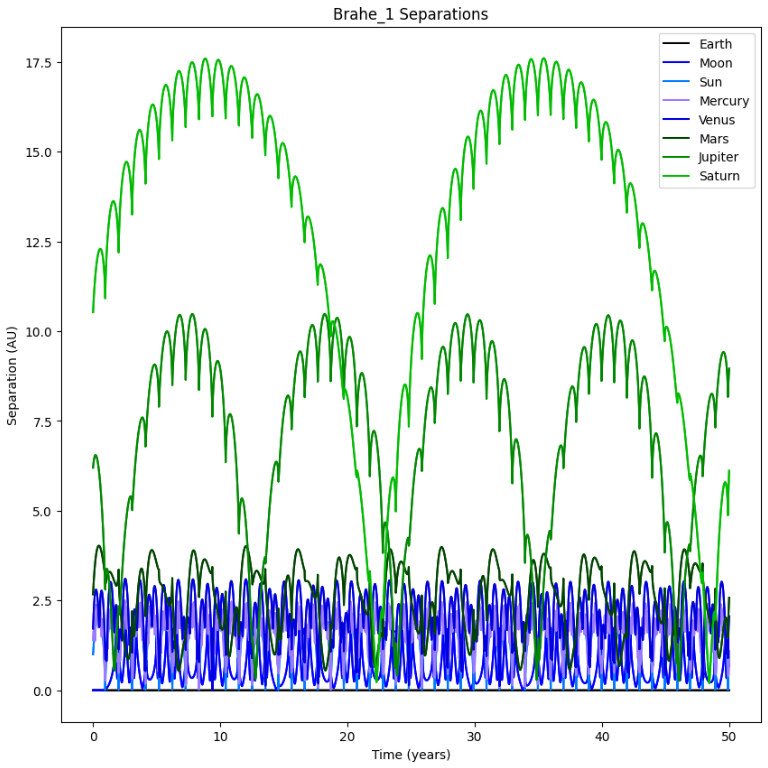 Brahe_1 Separations
Earth
Moon
Sun
Mercury
Venus
Mars
Jupiter
Saturn
Separation (AU)
17.5
15.0
12.5
10.0
7.5
5.0
2.5
0.0
0
10
20
30
40
50
Time (years)